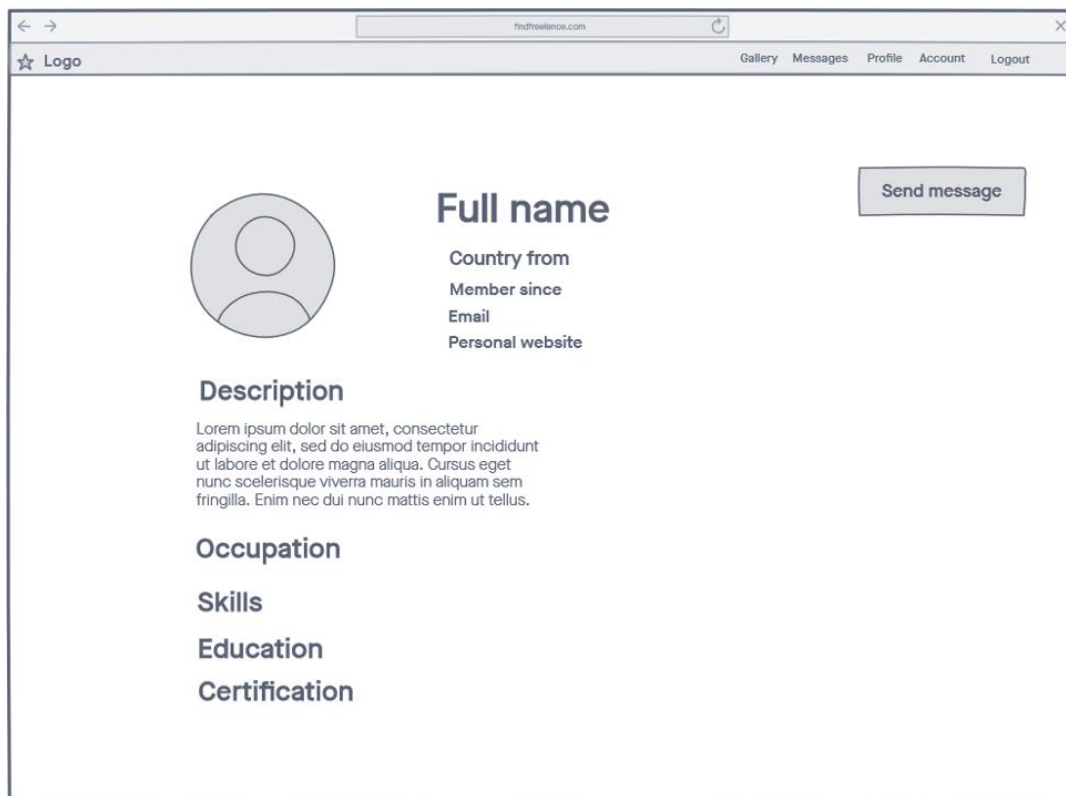 findfreelance.com
Logo
Gallery Messages Profile Account Logout
Send message
Full name
Country from
Member since
Email
Personal website
Description
Lorem ipsum dolor sit amet, consectetur
adipiscing elit, sed do eiusmod tempor incididunt
ut labore et dolore magna aliqua. Cursus eget
nunc scelerisque viverra mauris in aliquam sem
fringilla. Enim nec dui nunc mattis enim ut tellus.
Occupation
Skills
Education
Certification